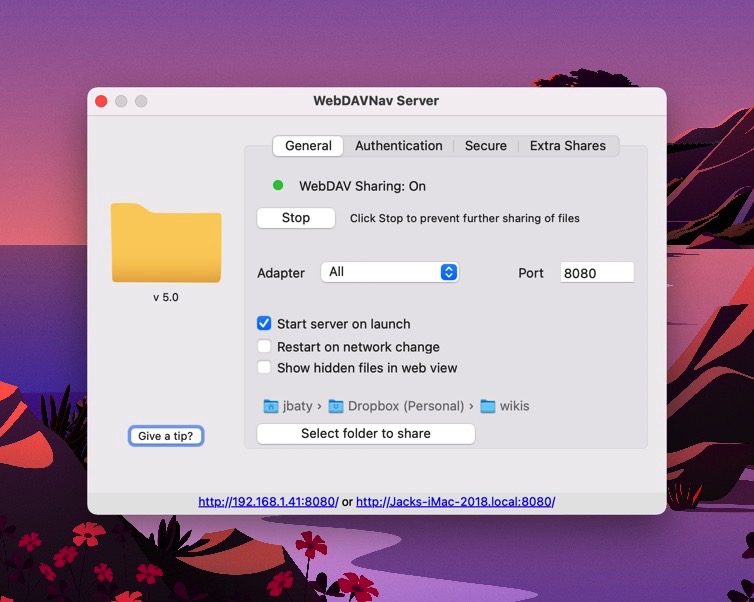 WebDAVNav Server
General Authentication Secure Extra Shares
WebDAV Sharing: On
Stop Click Stop to prevent further sharing of files
Adapter All Port 8080
v 5.0
Start server on launch
Restart on network change
Show hidden files in web view
jbaty › Dropbox (Personal) › wikis
Give a tip? Select folder to share
http://192.168.1.41:8080/ or http://Jacks-iMac-2018.local:8080/